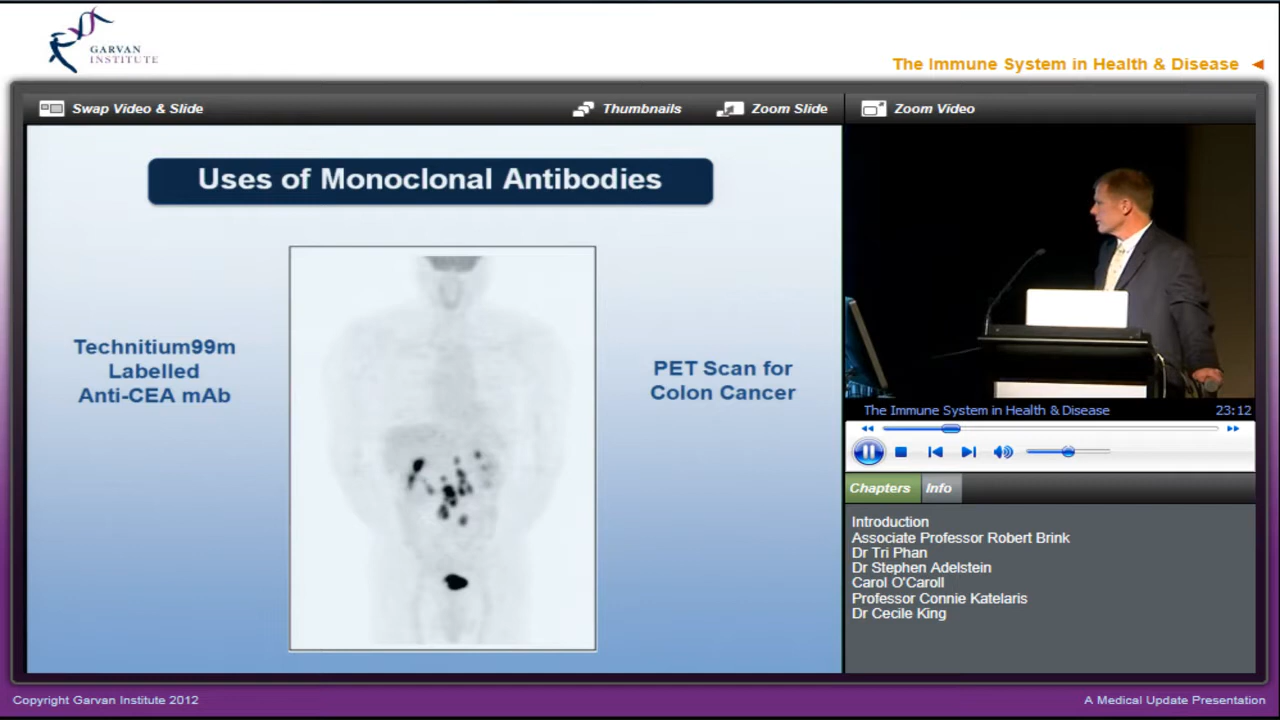 GARVAN
INSTITUTE
The Immune System in Health & Disease
Swap Video & Slide
Thumbnails
Zoom Slide
Zoom Video
Uses of Monoclonal Antibodies
Technitium99m
Labelled
Anti-CEA mAb
PET Scan for
Colon Cancer
The Immune System in Health & Disease
23:12
Chapters
Info
Introduction
Associate Professor Robert Brink
Dr Tri Phan
Dr Stephen Adelstein
Carol O'Caroll
Professor Connie Katelaris
Dr Cecile King
Copyright Garvan Institute 2012
A Medical Update Presentation